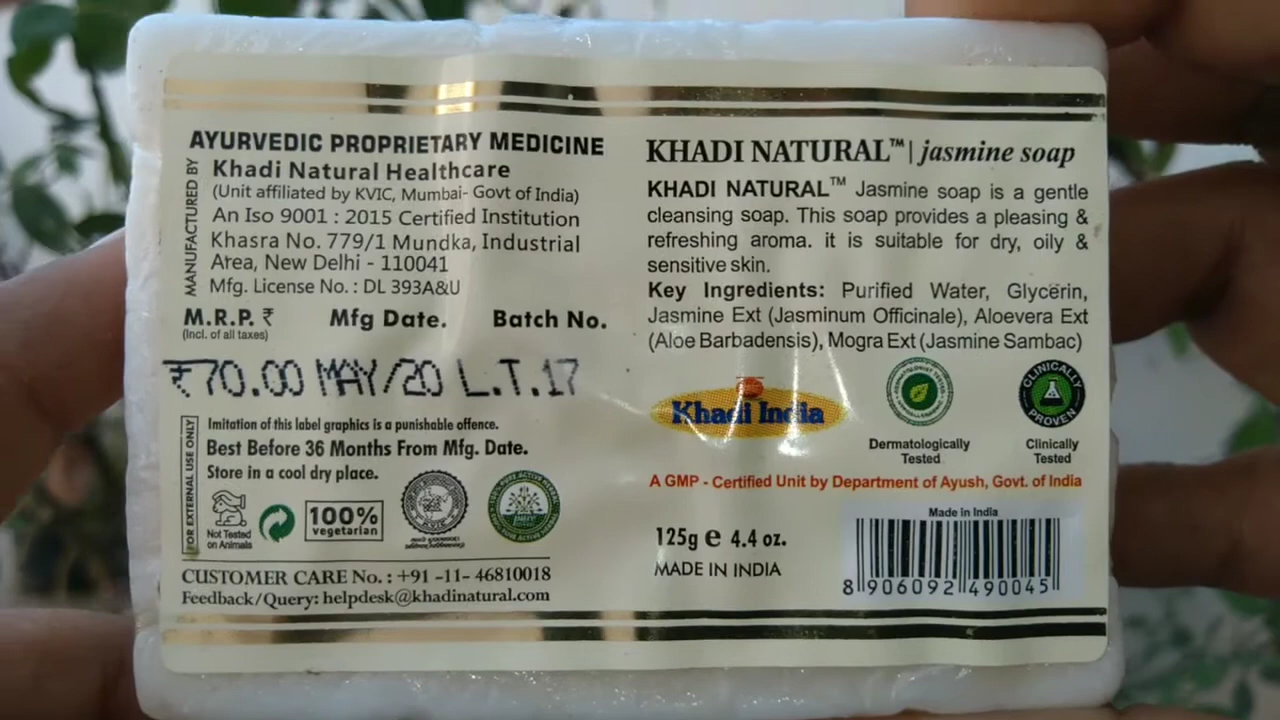 AYURVEDIC PROPRIETARY MEDICINE
MANUFACTURED BY
Khadi Natural Healthcare
(Unit affiliated by KVIC, Mumbai- Govt of India)
An Iso 9001 : 2015 Certified Institution
Khasra No. 779/1 Mundka, Industrial
Area, New Delhi - 110041
Mfg. License No. : DL 393A&U
M.R.P. ₹ Mfg Date. Batch No.
(Incl. of all taxes)
₹70.00 MAY/20 L.T.17
FOR EXTERNAL USE ONLY
Imitation of this label graphics is a punishable offence.
Best Before 36 Months From Mfg. Date.
Store in a cool dry place.
Not Tested
on Animals
100%
vegetarian
pure
CUSTOMER CARE No. : +91 -11- 46810018
Feedback/Query: helpdesk@khadinatural.com
KHADI NATURAL™ | jasmine soap
KHADI NATURAL™ Jasmine soap is a gentle
cleansing soap. This soap provides a pleasing &
refreshing aroma. it is suitable for dry, oily &
sensitive skin.
Key Ingredients: Purified Water, Glycerin,
Jasmine Ext (Jasminum Officinale), Aloevera Ext
(Aloe Barbadensis), Mogra Ext (Jasmine Sambac)
Khadi India
Dermatologically
Tested
CLINICALLY
PROVEN
Clinically
Tested
A GMP - Certified Unit by Department of Ayush, Govt. of India
125g e 4.4 oz.
MADE IN INDIA
Made in India
8 906092 490045